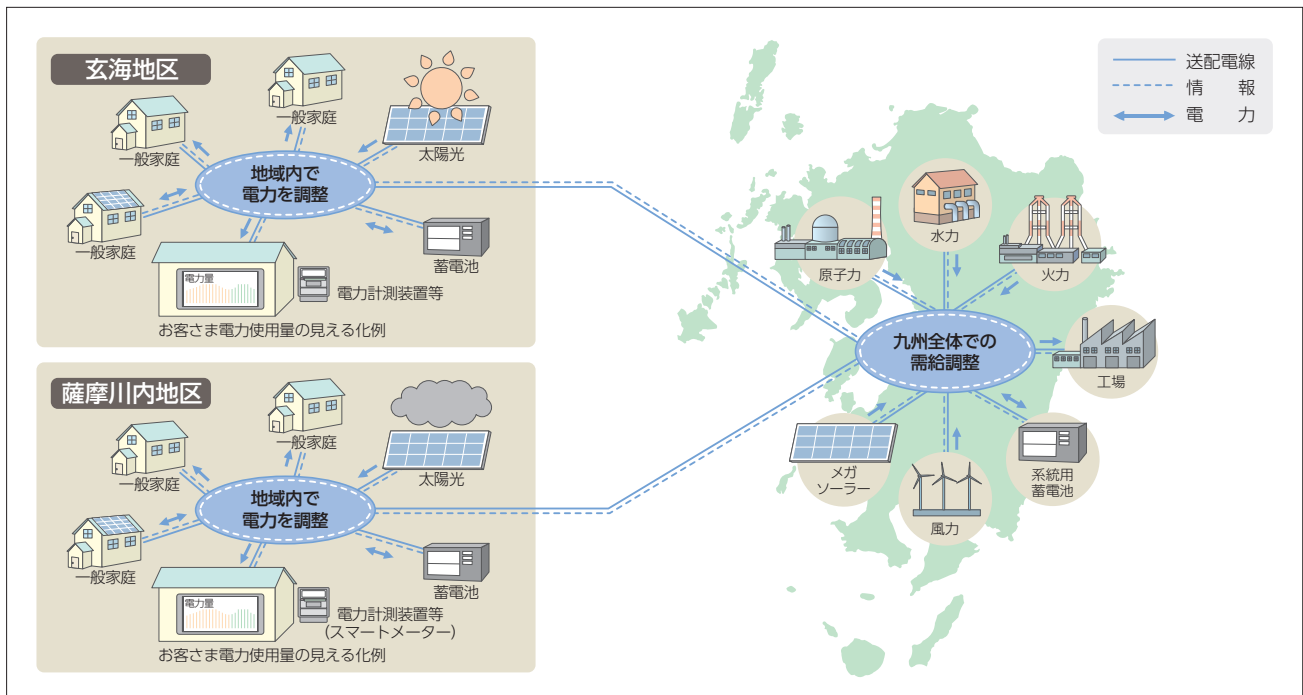 玄海地区
一般家庭
一般家庭
太陽光
地域内で
電力を調整
一般家庭
蓄電池
電力量
電力計測装置等
お客さま電力使用量の見える化例
薩摩川内地区
一般家庭
一般家庭
太陽光
地域内で
電力を調整
一般家庭
蓄電池
電力量
電力計測装置等
(スマートメーター)
お客さま電力使用量の見える化例
送配電線
情　　報
電　　力
水力
原子力
火力
九州全体での
需給調整
工場
メガ
ソーラー
風力
系統用
蓄電池